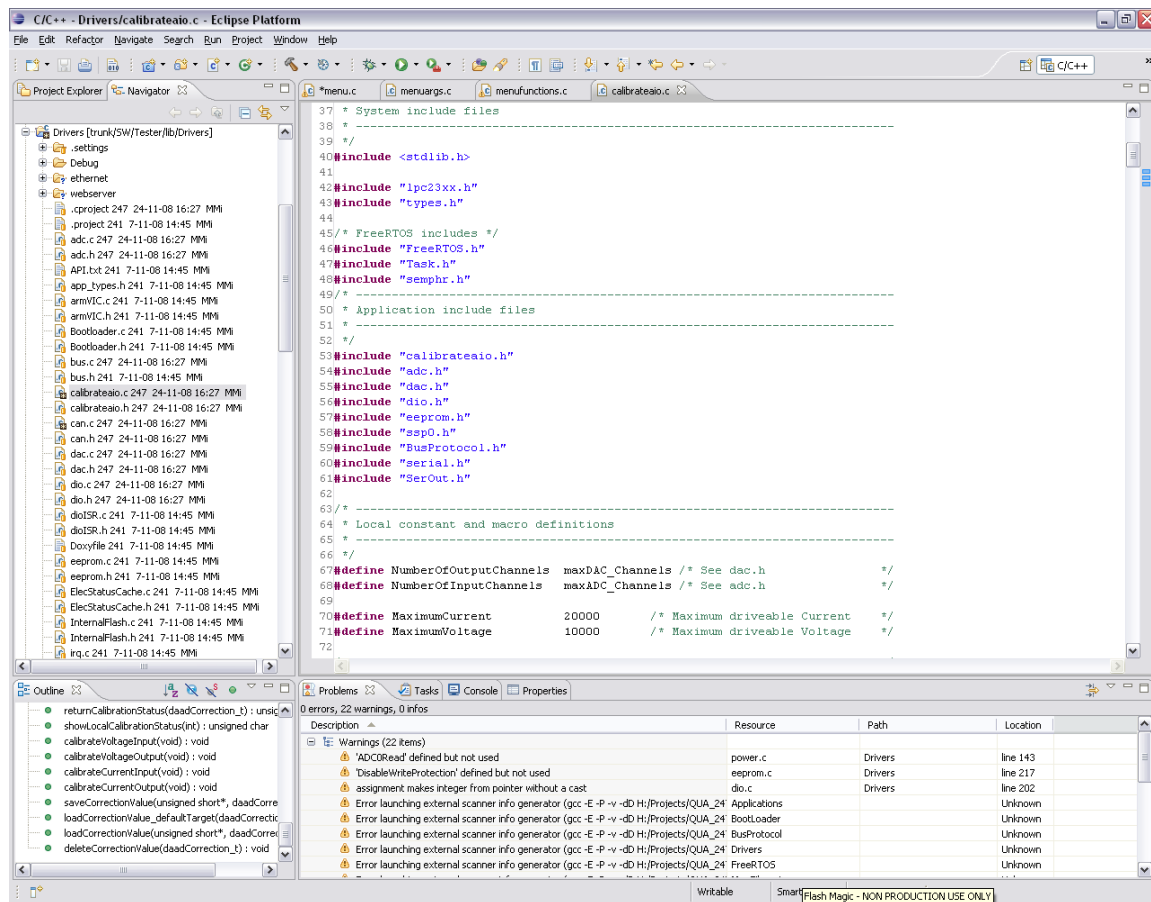 C/C++ - Drivers/calibrateaio.c - Eclipse Platform
File Edit Refactor Navigate Search Run Project Window Help
C/C++
Project Explorer Navigator
Drivers [trunk/SW/Tester/lib/Drivers]
.settings
Debug
ethernet
webserver
.cproject 247 24-11-08 16:27 MMi
.project 241 7-11-08 14:45 MMi
adc.c 247 24-11-08 16:27 MMi
adc.h 247 24-11-08 16:27 MMi
API.txt 241 7-11-08 14:45 MMi
app_types.h 241 7-11-08 14:45 MMi
armVIC.c 241 7-11-08 14:45 MMi
armVIC.h 241 7-11-08 14:45 MMi
Bootloader.c 241 7-11-08 14:45 MMi
Bootloader.h 241 7-11-08 14:45 MMi
bus.c 247 24-11-08 16:27 MMi
bus.h 241 7-11-08 14:45 MMi
calibrateaio.c 247 24-11-08 16:27 MMi
calibrateaio.h 247 24-11-08 16:27 MMi
can.c 247 24-11-08 16:27 MMi
can.h 247 24-11-08 16:27 MMi
dac.c 247 24-11-08 16:27 MMi
dac.h 247 24-11-08 16:27 MMi
dio.c 247 24-11-08 16:27 MMi
dio.h 247 24-11-08 16:27 MMi
dioISR.c 241 7-11-08 14:45 MMi
dioISR.h 241 7-11-08 14:45 MMi
Doxyfile 241 7-11-08 14:45 MMi
eeprom.c 241 7-11-08 14:45 MMi
eeprom.h 241 7-11-08 14:45 MMi
ElecStatusCache.c 241 7-11-08 14:45 MMi
ElecStatusCache.h 241 7-11-08 14:45 MMi
InternalFlash.c 241 7-11-08 14:45 MMi
InternalFlash.h 241 7-11-08 14:45 MMi
irq.c 241 7-11-08 14:45 MMi
*menu.c menuargs.c menufunctions.c calibrateaio.c
37 * System include files
38 * ----------------------------------------------------------------------------
39 */
40 #include <stdlib.h>
41
42 #include "lpc23xx.h"
43 #include "types.h"
44
45 /* FreeRTOS includes */
46 #include "FreeRTOS.h"
47 #include "Task.h"
48 #include "semphr.h"
49 /* ----------------------------------------------------------------------------
50 * Application include files
51 * ----------------------------------------------------------------------------
52 */
53 #include "calibrateaio.h"
54 #include "adc.h"
55 #include "dac.h"
56 #include "dio.h"
57 #include "eeprom.h"
58 #include "ssp0.h"
59 #include "BusProtocol.h"
60 #include "serial.h"
61 #include "SerOut.h"
62
63 /* ----------------------------------------------------------------------------
64 * Local constant and macro definitions
65 * ----------------------------------------------------------------------------
66 */
67 #define NumberOfOutputChannels maxDAC_Channels /* See dac.h */
68 #define NumberOfInputChannels maxADC_Channels /* See adc.h */
69
70 #define MaximumCurrent 20000 /* Maximum driveable Current */
71 #define MaximumVoltage 10000 /* Maximum driveable Voltage */
72
Outline
returnCalibrationStatus(daadCorrection_t) : unsig
showLocalCalibrationStatus(int) : unsigned char
calibrateVoltageInput(void) : void
calibrateVoltageOutput(void) : void
calibrateCurrentInput(void) : void
calibrateCurrentOutput(void) : void
saveCorrectionValue(unsigned short*, daadCorre
loadCorrectionValue_defaultTarget(daadCorrectic
loadCorrectionValue(unsigned short*, daadCorrec
deleteCorrectionValue(daadCorrection_t) : void
Problems Tasks Console Properties
0 errors, 22 warnings, 0 infos
Description Resource Path Location
Warnings (22 items)
'ADC0Read' defined but not used power.c Drivers line 143
'DisableWriteProtection' defined but not used eeprom.c Drivers line 217
assignment makes integer from pointer without a cast dio.c Drivers line 202
Error launching external scanner info generator (gcc -E -P -v -dD H:/Projects/QUA_24 Applications Unknown
Error launching external scanner info generator (gcc -E -P -v -dD H:/Projects/QUA_24 BootLoader Unknown
Error launching external scanner info generator (gcc -E -P -v -dD H:/Projects/QUA_24 BusProtocol Unknown
Error launching external scanner info generator (gcc -E -P -v -dD H:/Projects/QUA_24 Drivers Unknown
Error launching external scanner info generator (gcc -E -P -v -dD H:/Projects/QUA_24 FreeRTOS Unknown
Writable Smart
Flash Magic - NON PRODUCTION USE ONLY